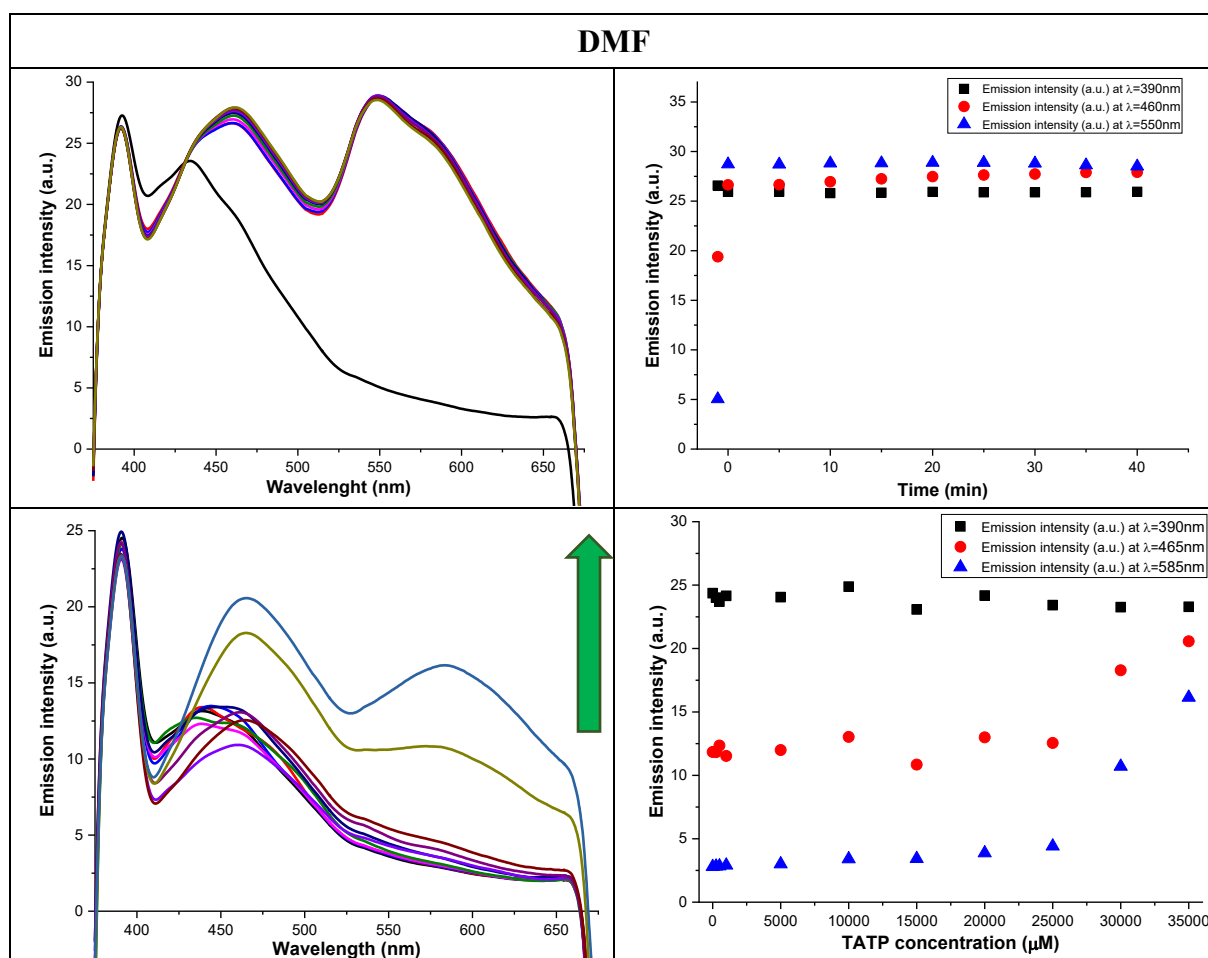 DMF
30
25
20
15
10
5
0
Emission intensity (a.u.)
400 450 500 550 600 650
Wavelenght (nm)
Emission intensity (a.u.) at λ=390nm
Emission intensity (a.u.) at λ=460nm
Emission intensity (a.u.) at λ=550nm
35
30
25
20
15
10
5
0
Emission intensity (a.u.)
0 10 20 30 40
Time (min)
25
20
15
10
5
0
Emission intensity (a.u.)
400 450 500 550 600 650
Wavelength (nm)
Emission intensity (a.u.) at λ=390nm
Emission intensity (a.u.) at λ=465nm
Emission intensity (a.u.) at λ=585nm
30
25
20
15
10
5
0
Emission intensity (a.u.)
0 5000 10000 15000 20000 25000 30000 35000
TATP concentration (μM)